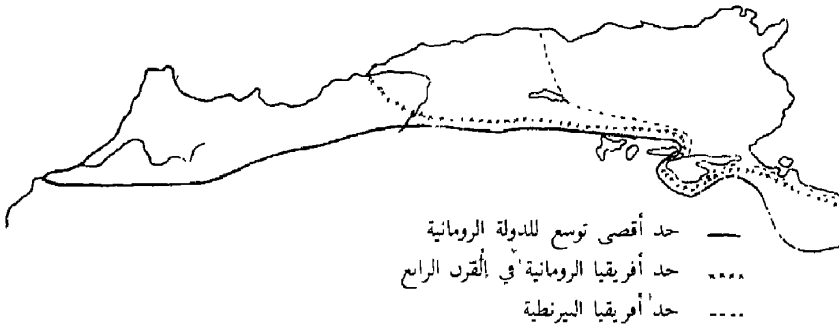 حد أقصى توسع للدولة الرومانية
حد أفريقيا الرومانية في القرن الرابع
حد أفريقيا البيزنطية